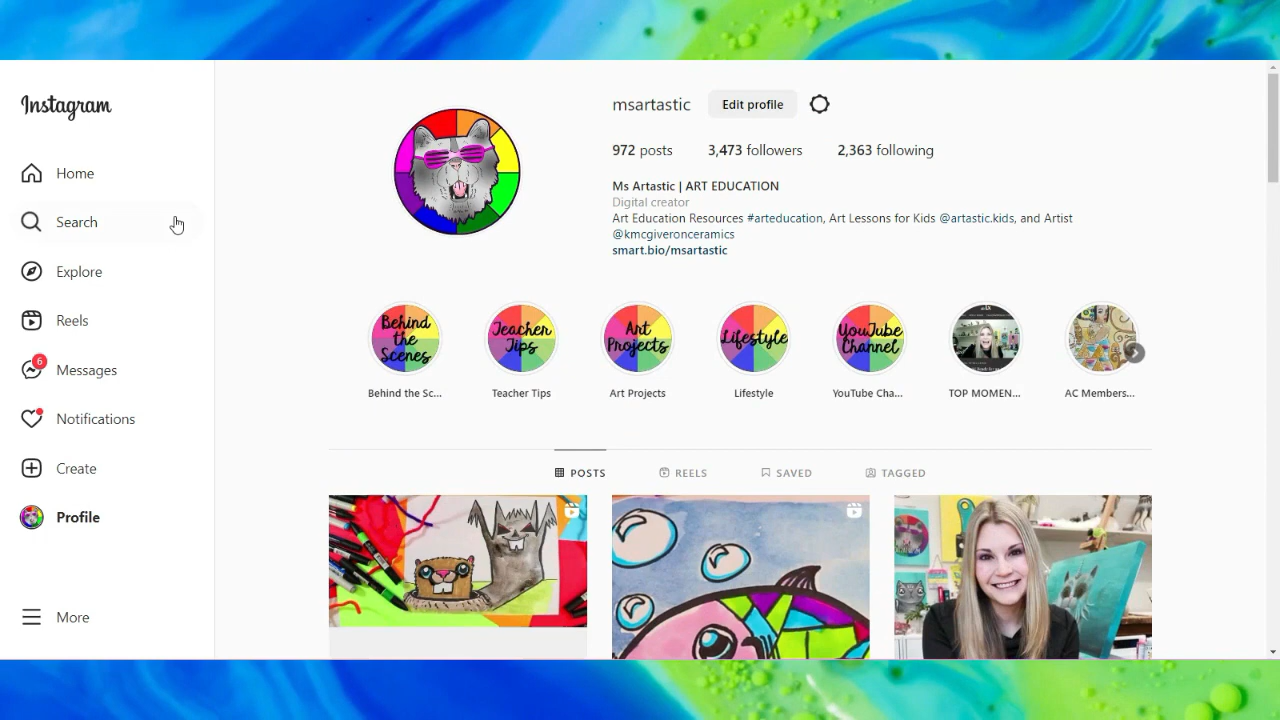 Instagram
Home
Search
Explore
Reels
6
Messages
Notifications
Create
Profile
More
msartastic
Edit profile
972 posts
3,473 followers
2,363 following
Ms Artastic | ART EDUCATION
Digital creator
Art Education Resources #arteducation, Art Lessons for Kids @artastic.kids, and Artist
@kmcgiveronceramics
smart.bio/msartastic
Behind
the
Scenes
Teacher
Tips
Art
Projects
Lifestyle
YouTube
Channel
Behind the Sc...
Teacher Tips
Art Projects
Lifestyle
YouTube Cha...
TOP MOMEN...
AC Members...
POSTS
REELS
SAVED
TAGGED